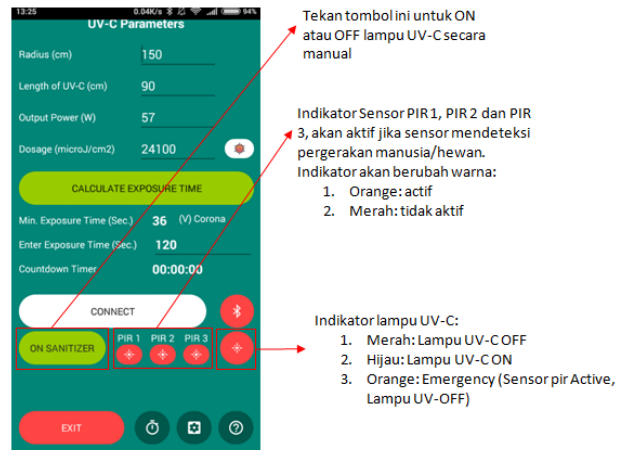 13:25 0.04K/s 94%
UV-C Parameters
Radius (cm) 150
Length of UV-C (cm) 90
Output Power (W) 57
Dosage (microJ/cm2) 24100
CALCULATE EXPOSURE TIME
Min. Exposure Time (Sec.) 36 (V) Corona
Enter Exposure Time (Sec.) 120
Countdown Timer 00:00:00
CONNECT
ON SANITIZER PIR 1 PIR 2 PIR 3
EXIT
Tekan tombol ini untuk ON
atau OFF lampu UV-C secara
manual
Indikator Sensor PIR1, PIR 2 dan PIR
3, akan aktif jika sensor mendeteksi
pergerakan manusia/hewan.
Indikator akan berubah warna:
1. Orange: actif
2. Merah: tidak aktif
Indikator lampu UV-C:
1. Merah: Lampu UV-C OFF
2. Hijau: Lampu UV-C ON
3. Orange: Emergency (Sensor pir Active,
Lampu UV-OFF)